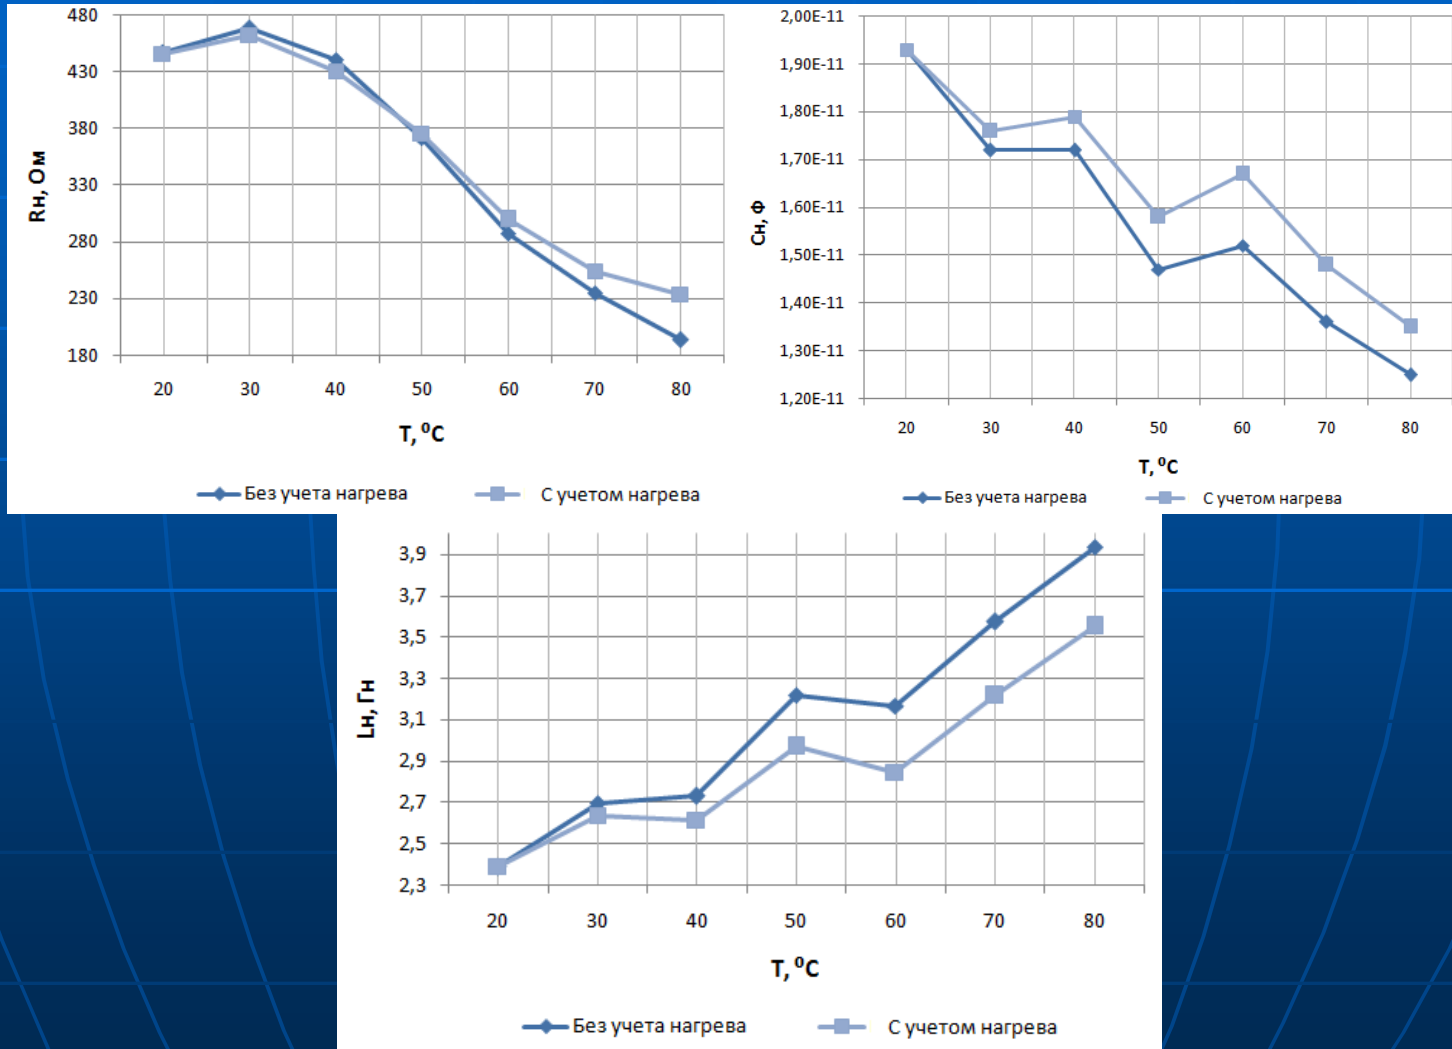 480
430
380
330
280
230
180
Rн, Ом
20 30 40 50 60 70 80
T, ⁰C
Без учета нагрева С учетом нагрева
2,00E-11
1,90E-11
1,80E-11
1,70E-11
1,60E-11
1,50E-11
1,40E-11
1,30E-11
1,20E-11
Cн, Ф
20 30 40 50 60 70 80
T, ⁰C
Без учета нагрева С учетом нагрева
3,9
3,7
3,5
3,3
3,1
2,9
2,7
2,5
2,3
Lн, Гн
20 30 40 50 60 70 80
T, ⁰C
Без учета нагрева С учетом нагрева